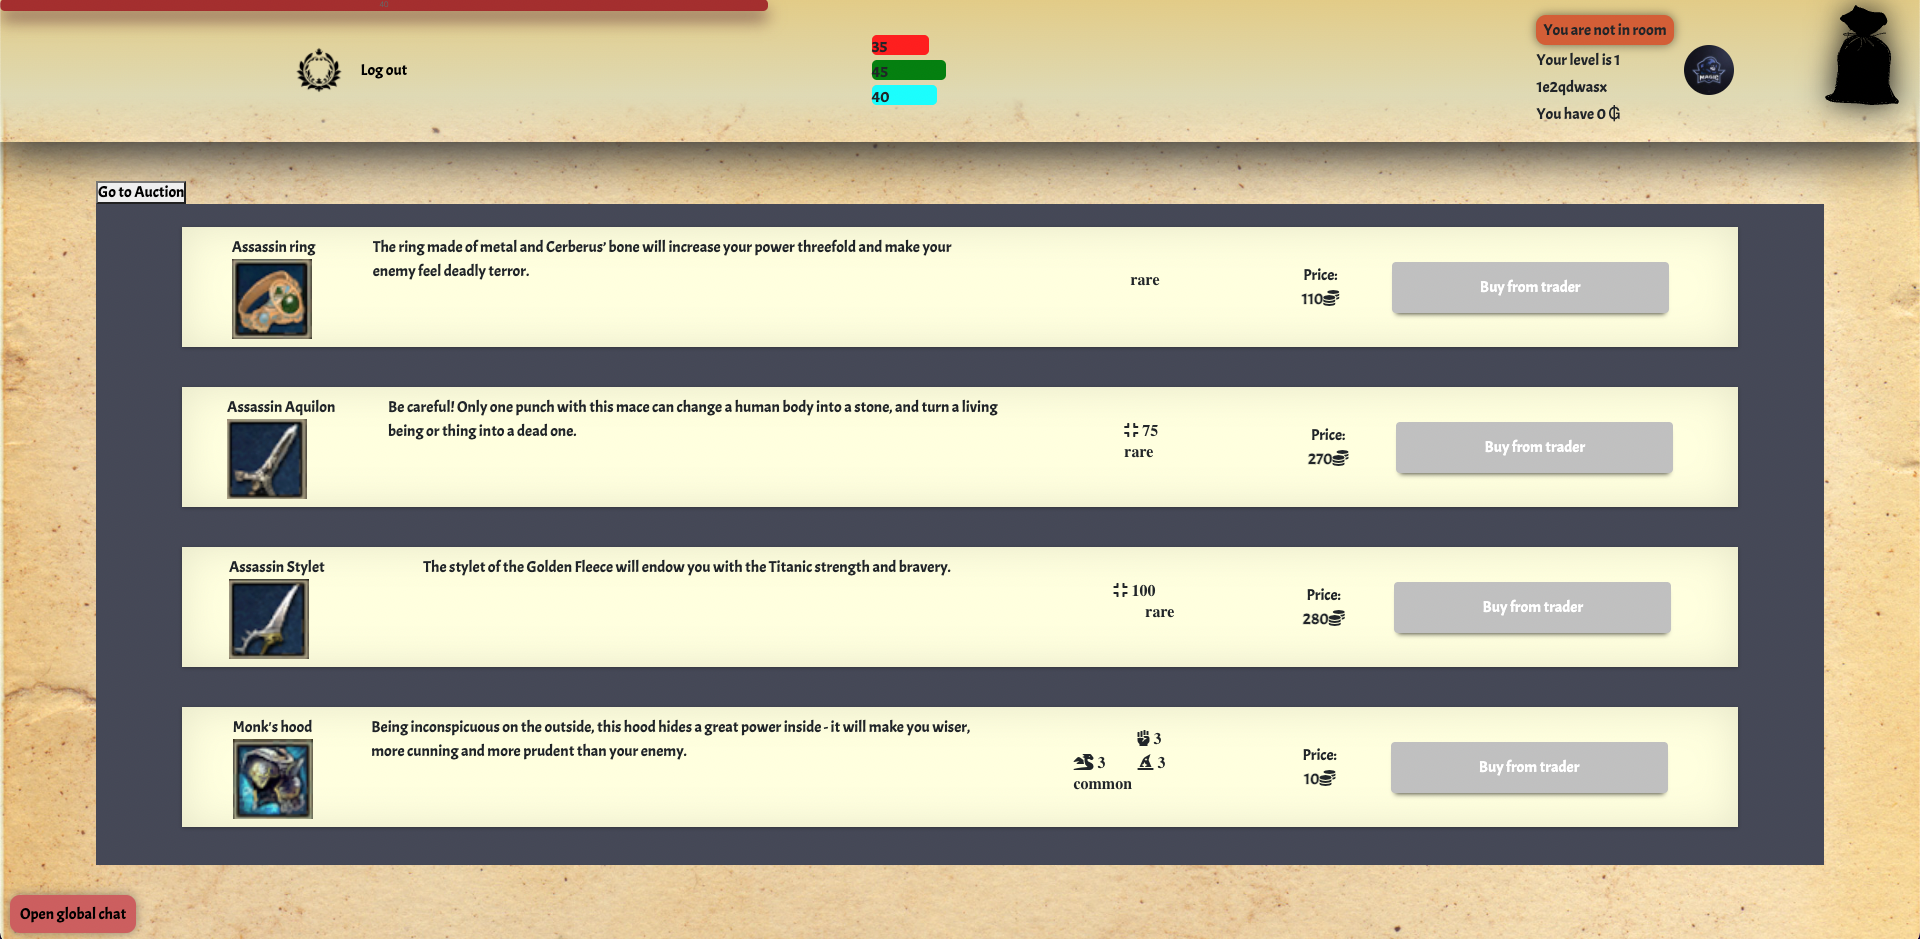 40
Log out
35
45
40
You are not in room
Your level is 1
1e2qdwasx
You have 0 ₲
MAGIC
Go to Auction
Assassin ring
The ring made of metal and Cerberus’ bone will increase your power threefold and make your
enemy feel deadly terror.
rare
Price:
110
Buy from trader
Assassin Aquilon
Be careful! Only one punch with this mace can change a human body into a stone, and turn a living
being or thing into a dead one.
75
rare
Price:
270
Buy from trader
Assassin Stylet
The stylet of the Golden Fleece will endow you with the Titanic strength and bravery.
100
rare
Price:
280
Buy from trader
Monk's hood
Being inconspicuous on the outside, this hood hides a great power inside - it will make you wiser,
more cunning and more prudent than your enemy.
3
3 3
common
Price:
10
Buy from trader
Open global chat